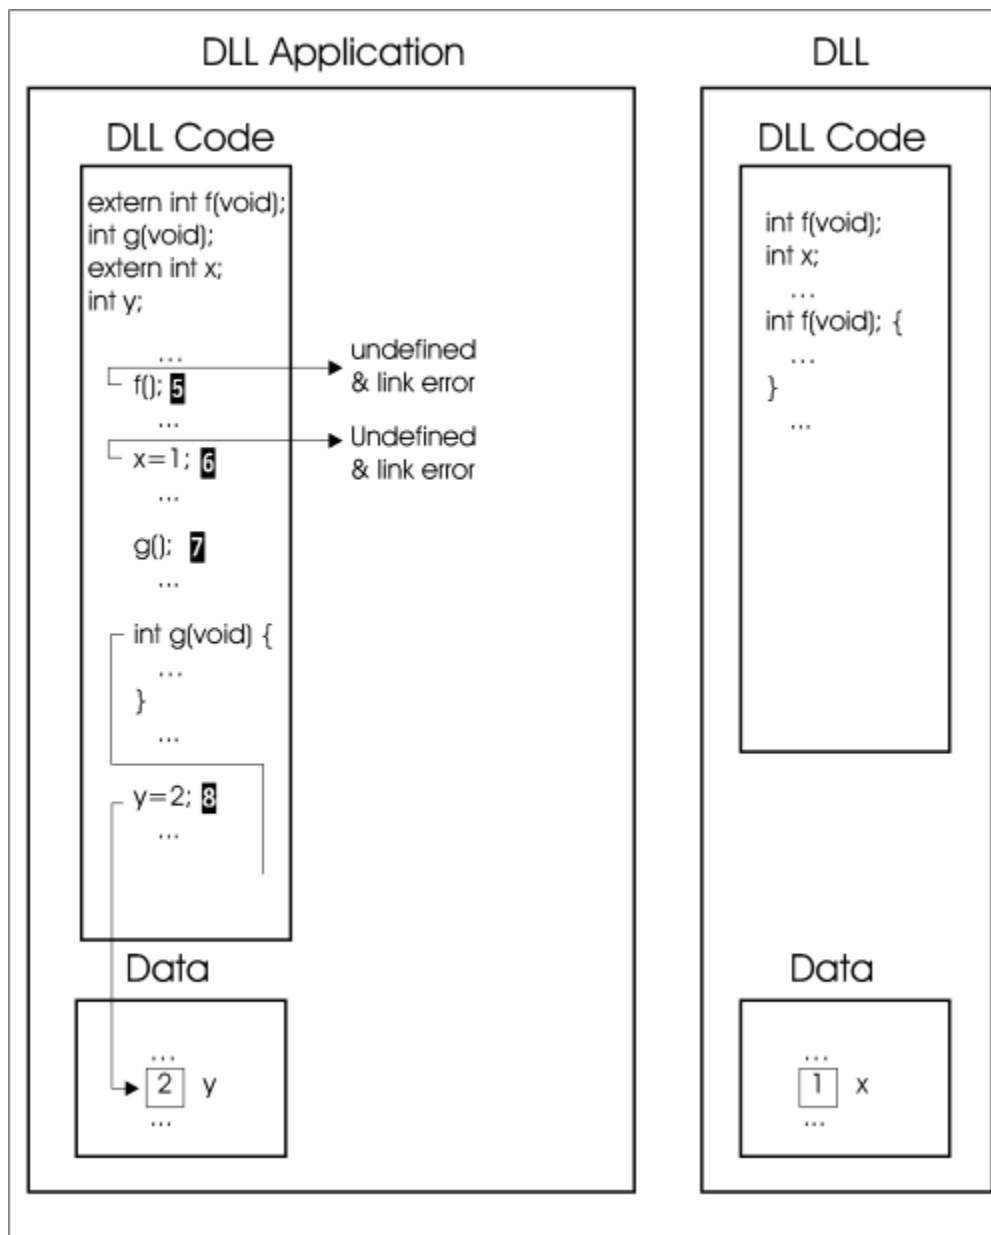 DLL Application
DLL Code
extern int f(void);
int g(void);
extern int x;
int y;
...
f(); 5
undefined
& link error
...
x=1; 6
Undefined
& link error
...
g(); 7
...
int g(void) {
...
}
...
y=2; 8
...
Data
...
2 y
...
DLL
DLL Code
int f(void);
int x;
...
int f(void); {
...
}
...
Data
...
1 x
...